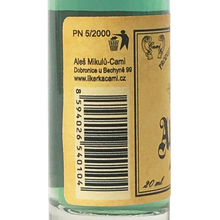 PN 5/2000
Aleš Mikulů-Cami
Dobronice u Bechyně 99
www.likerkacami.cz
8594026540104
20 ml